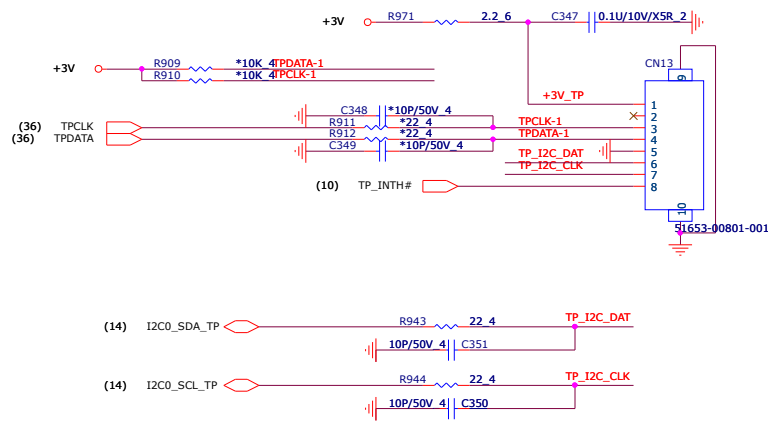 +3V R971 2.2_6 C347 0.1U/10V/X5R_2
CN13
+3V R909 *10K_4 TPDATA-1
R910 *10K_4 TPCLK-1
9
+3V_TP 1
2
C348 *10P/50V_4
(36) TPCLK R911 *22_4 TPCLK-1 3
(36) TPDATA R912 *22_4 TPDATA-1 4
C349 *10P/50V_4 5
TP_I2C_DAT 6
TP_I2C_CLK 7
(10) TP_INTH# 8
10
51653-00801-001
(14) I2C0_SDA_TP R943 22_4 TP_I2C_DAT
10P/50V_4 C351
(14) I2C0_SCL_TP R944 22_4 TP_I2C_CLK
10P/50V_4 C350